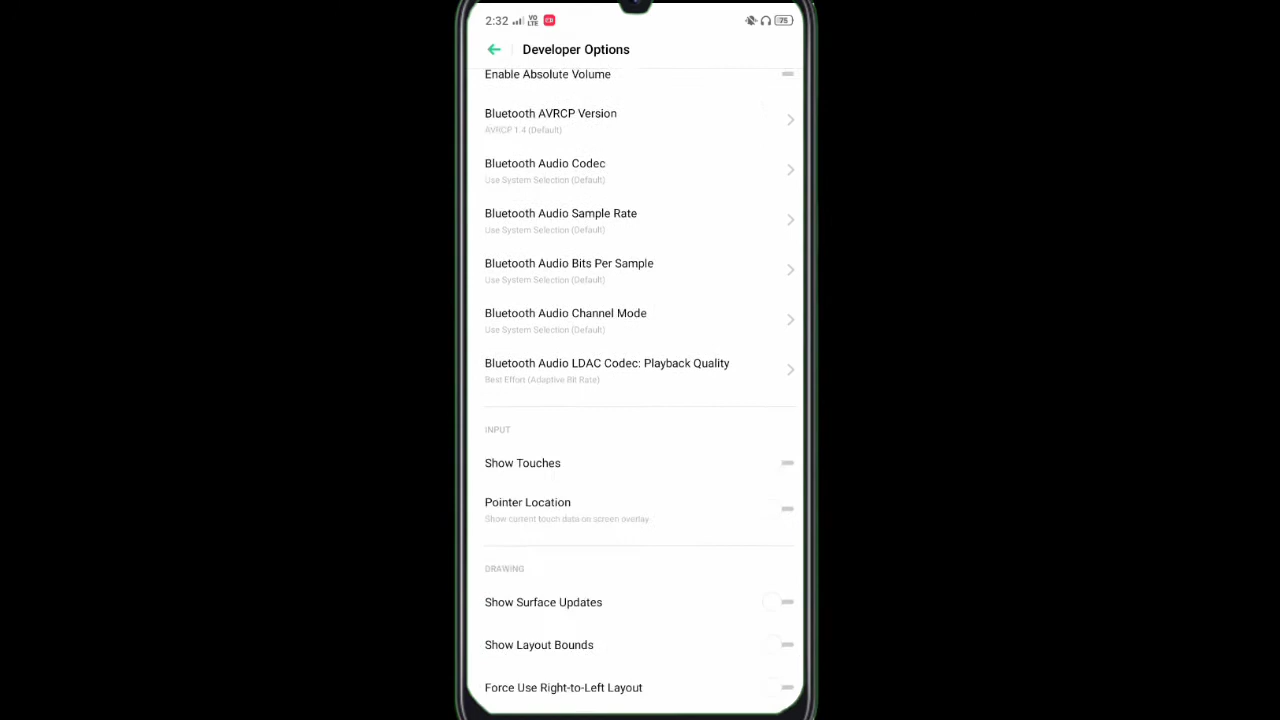 2:32 VO LTE 75
Developer Options
Enable Absolute Volume
Bluetooth AVRCP Version
AVRCP 1.4 (Default)
Bluetooth Audio Codec
Use System Selection (Default)
Bluetooth Audio Sample Rate
Use System Selection (Default)
Bluetooth Audio Bits Per Sample
Use System Selection (Default)
Bluetooth Audio Channel Mode
Use System Selection (Default)
Bluetooth Audio LDAC Codec: Playback Quality
Best Effort (Adaptive Bit Rate)
INPUT
Show Touches
Pointer Location
Show current touch data on screen overlay
DRAWING
Show Surface Updates
Show Layout Bounds
Force Use Right-to-Left Layout